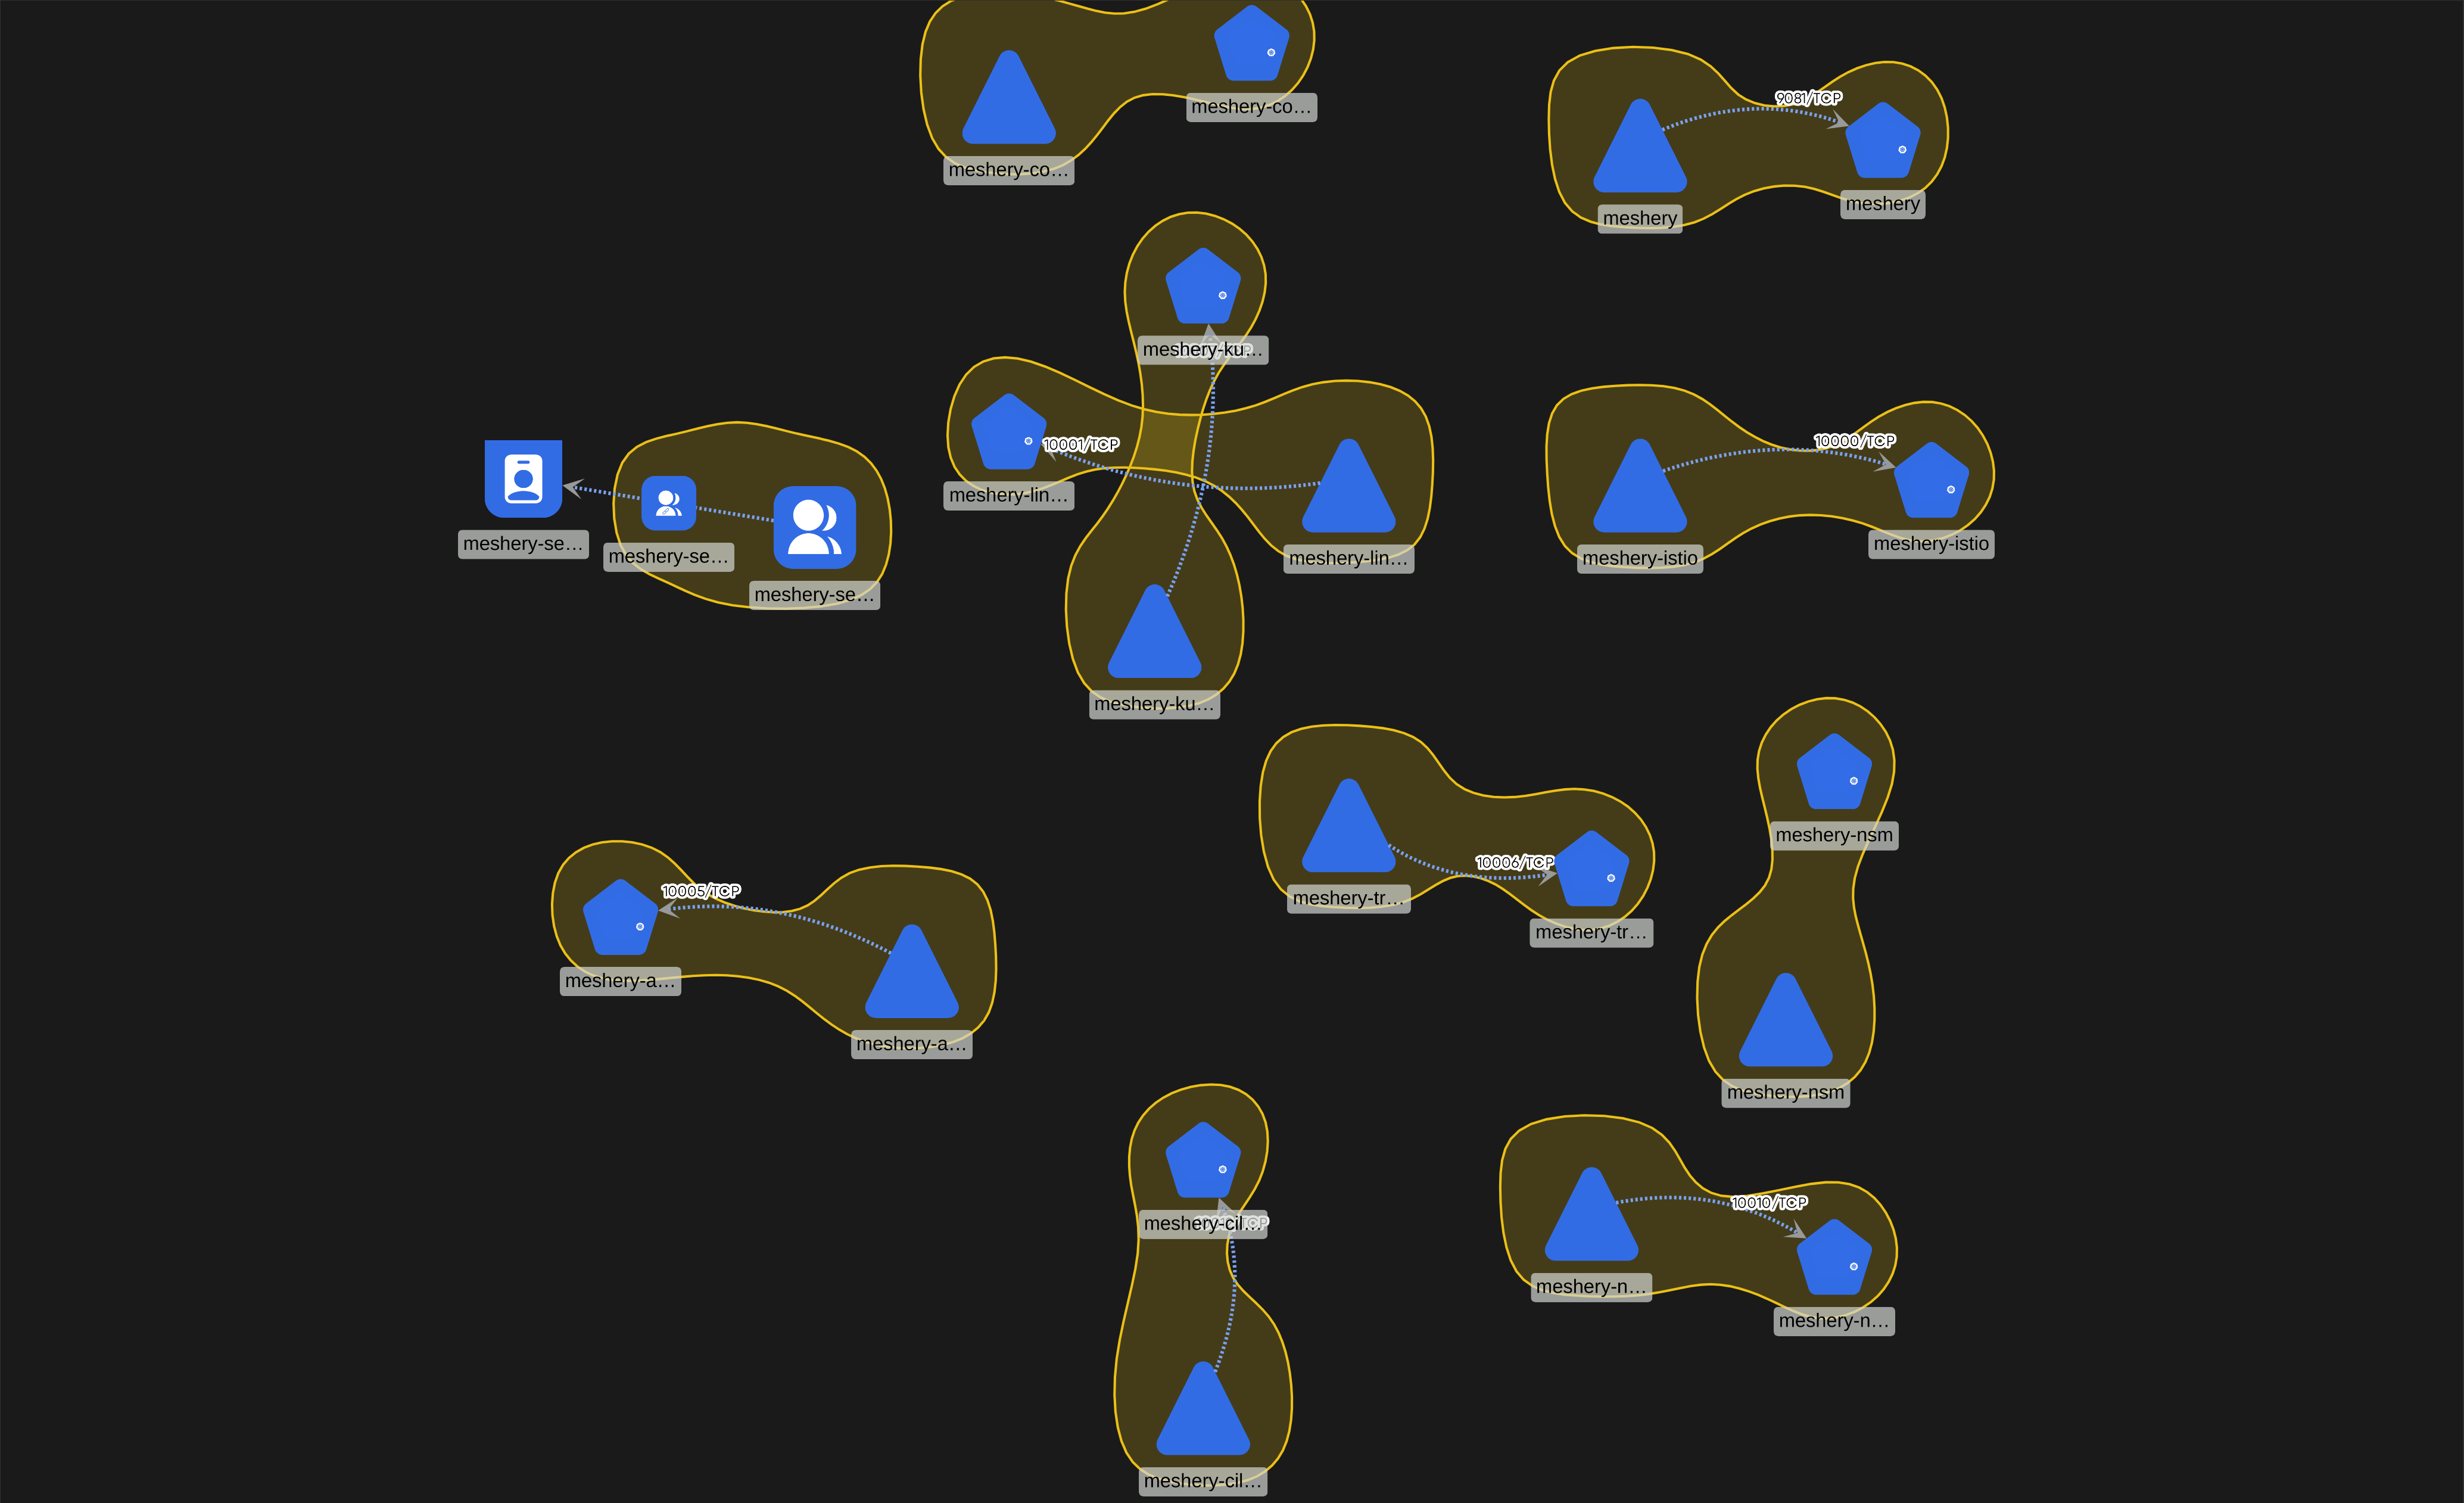 meshery-co…
meshery-co…
9081/TCP
meshery
meshery
meshery-ku…
10001/TCP
meshery-lin…
meshery-lin…
meshery-ku…
10000/TCP
meshery-istio
meshery-istio
meshery-se…
meshery-se…
meshery-se…
10006/TCP
meshery-tr…
meshery-tr…
meshery-nsm
meshery-nsm
10005/TCP
meshery-a…
meshery-a…
meshery-cil…
meshery-cil…
10010/TCP
meshery-n…
meshery-n…